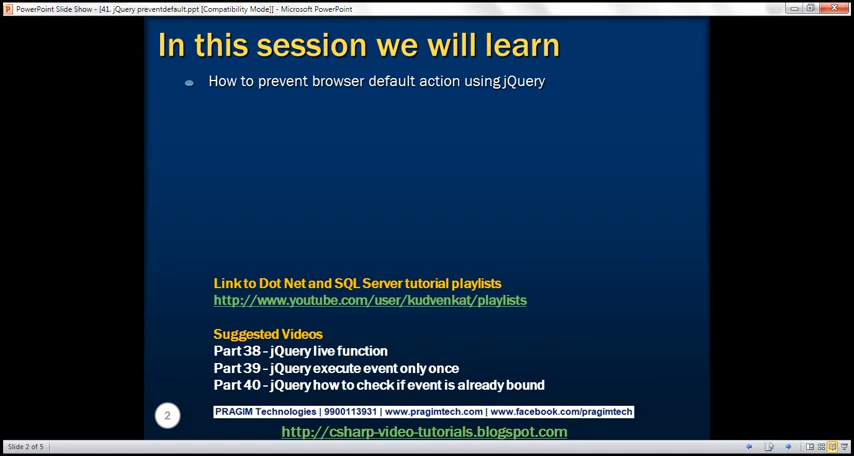 PowerPoint Slide Show - [41. jQuery preventdefault.ppt [Compatibility Mode]] - Microsoft PowerPoint
In this session we will learn
How to prevent browser default action using jQuery
Link to Dot Net and SQL Server tutorial playlists
http://www.youtube.com/user/kudvenkat/playlists
Suggested Videos
Part 38 - jQuery live function
Part 39 - jQuery execute event only once
Part 40 - jQuery how to check if event is already bound
2
PRAGIM Technologies | 9900113931 | www.pragimtech.com | www.facebook.com/pragimtech
http://csharp-video-tutorials.blogspot.com
Slide 2 of 5